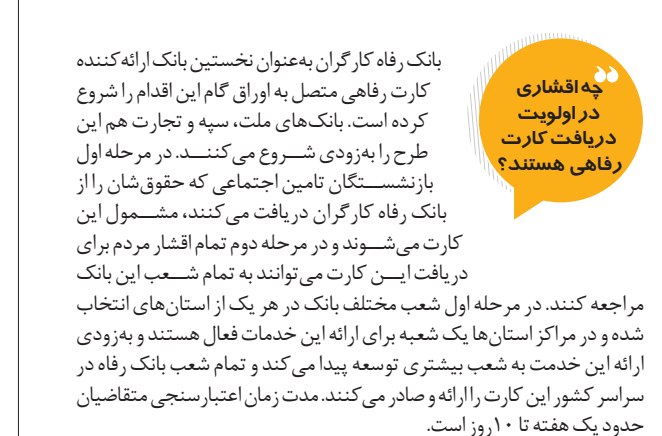 چه اقشاری
در اولویت
دریافت کارت
رفاهی هستند؟
بانک رفاه کارگران به‌عنوان نخستین بانک ارائه‌کننده
کارت رفاهی متصل به اوراق گام این اقدام را شروع
کرده است. بانک‌های ملت، سپه و تجارت هم این
طرح را به‌زودی شروع می‌کنند. در مرحله اول
بازنشستگان تامین اجتماعی که حقوق‌شان را از
بانک رفاه کارگران دریافت می‌کنند، مشمول این
کارت می‌شوند و در مرحله دوم تمام اقشار مردم برای
دریافت این کارت می‌توانند به تمام شعب این بانک
مراجعه کنند. در مرحله اول شعب مختلف بانک در هر یک از استان‌های انتخاب
شده و در مراکز استان‌ها یک شعبه برای ارائه این خدمات فعال هستند و به‌زودی
ارائه این خدمت به شعب بیشتری توسعه پیدا می‌کند و تمام شعب بانک رفاه در
سراسر کشور این کارت را ارائه و صادر می‌کنند. مدت زمان اعتبارسنجی متقاضیان
حدود یک هفته تا ۱۰ روز است.